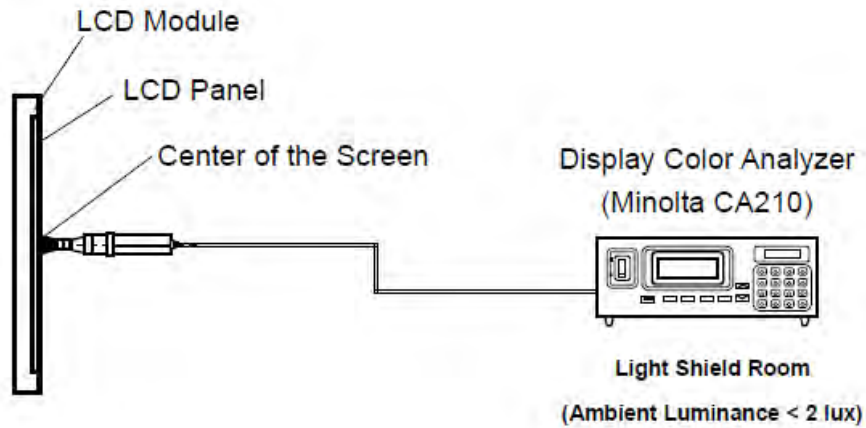 LCD Module
LCD Panel
Center of the Screen
Display Color Analyzer
(Minolta CA210)
Light Shield Room
(Ambient Luminance < 2 lux)